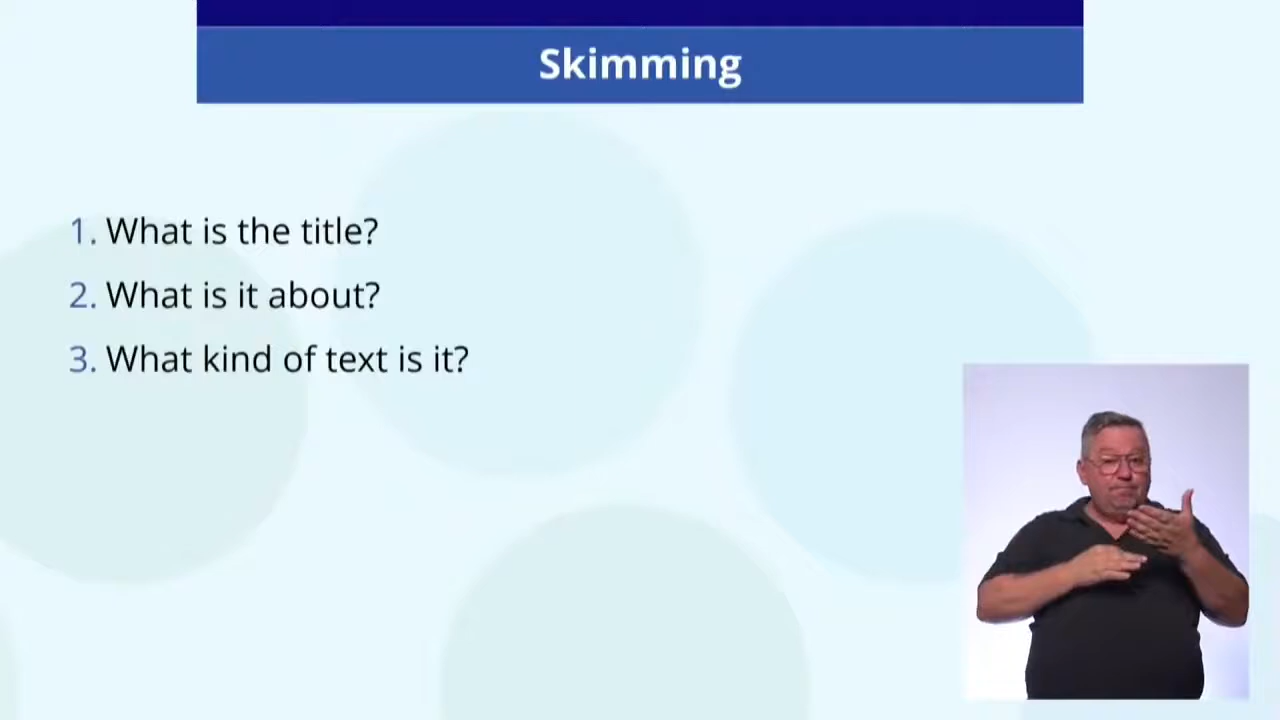 Skimming
1. What is the title?
2. What is it about?
3. What kind of text is it?